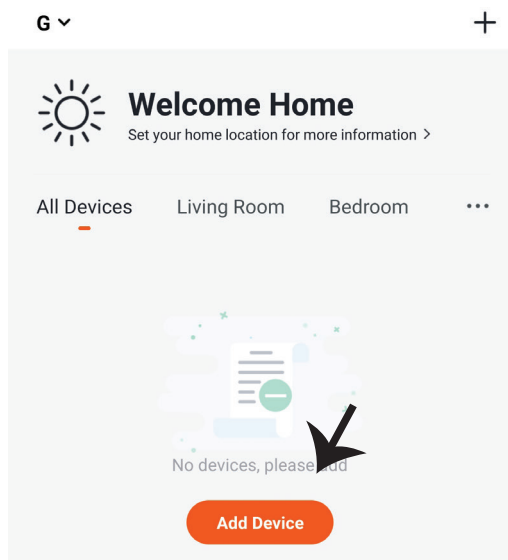 G
Welcome Home
Set your home location for more information >
All Devices Living Room Bedroom ...
No devices, please add
Add Device